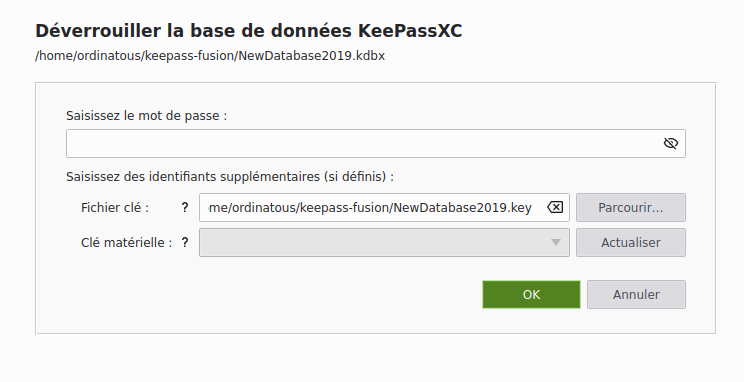 Déverrouiller la base de données KeePassXC
/home/ordinatous/keepass-fusion/NewDatabase2019.kdbx
Saisissez le mot de passe :
Saisissez des identifiants supplémentaires (si définis) :
Fichier clé : ? me/ordinatous/keepass-fusion/NewDatabase2019.key Parcourir...
Clé matérielle : ? Actualiser
OK Annuler